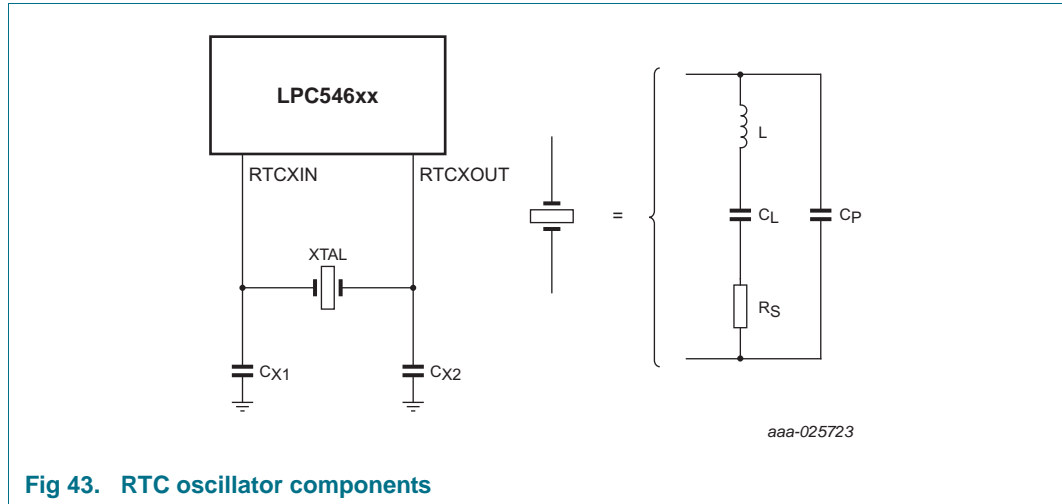 LPC546xx
RTCXIN
RTCXOUT
XTAL
CX1
CX2
=
L
CL
CP
RS
aaa-025723
Fig 43. RTC oscillator components